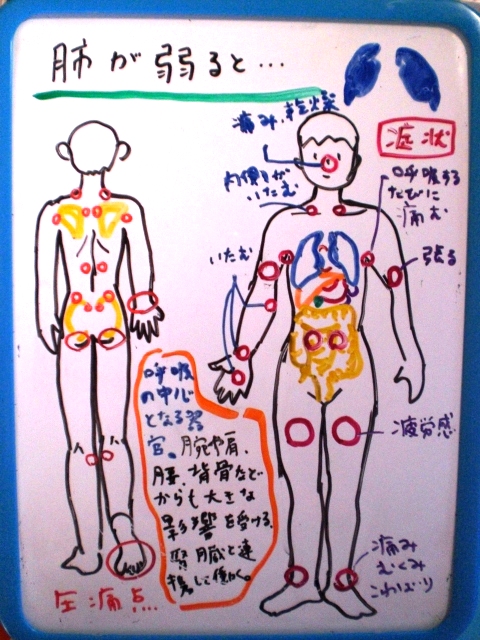 肺が弱ると…
痛み、乾燥
症状
内側が
いたむ
呼吸する
たびに
痛む
いたむ
張る
呼吸
の中心
となる器
官。腕や肩、
腰、背骨など
からも大きな
影響を受ける。
腎臓と連
携して働く。
疲労感
痛み
むくみ
こわばり
圧痛点